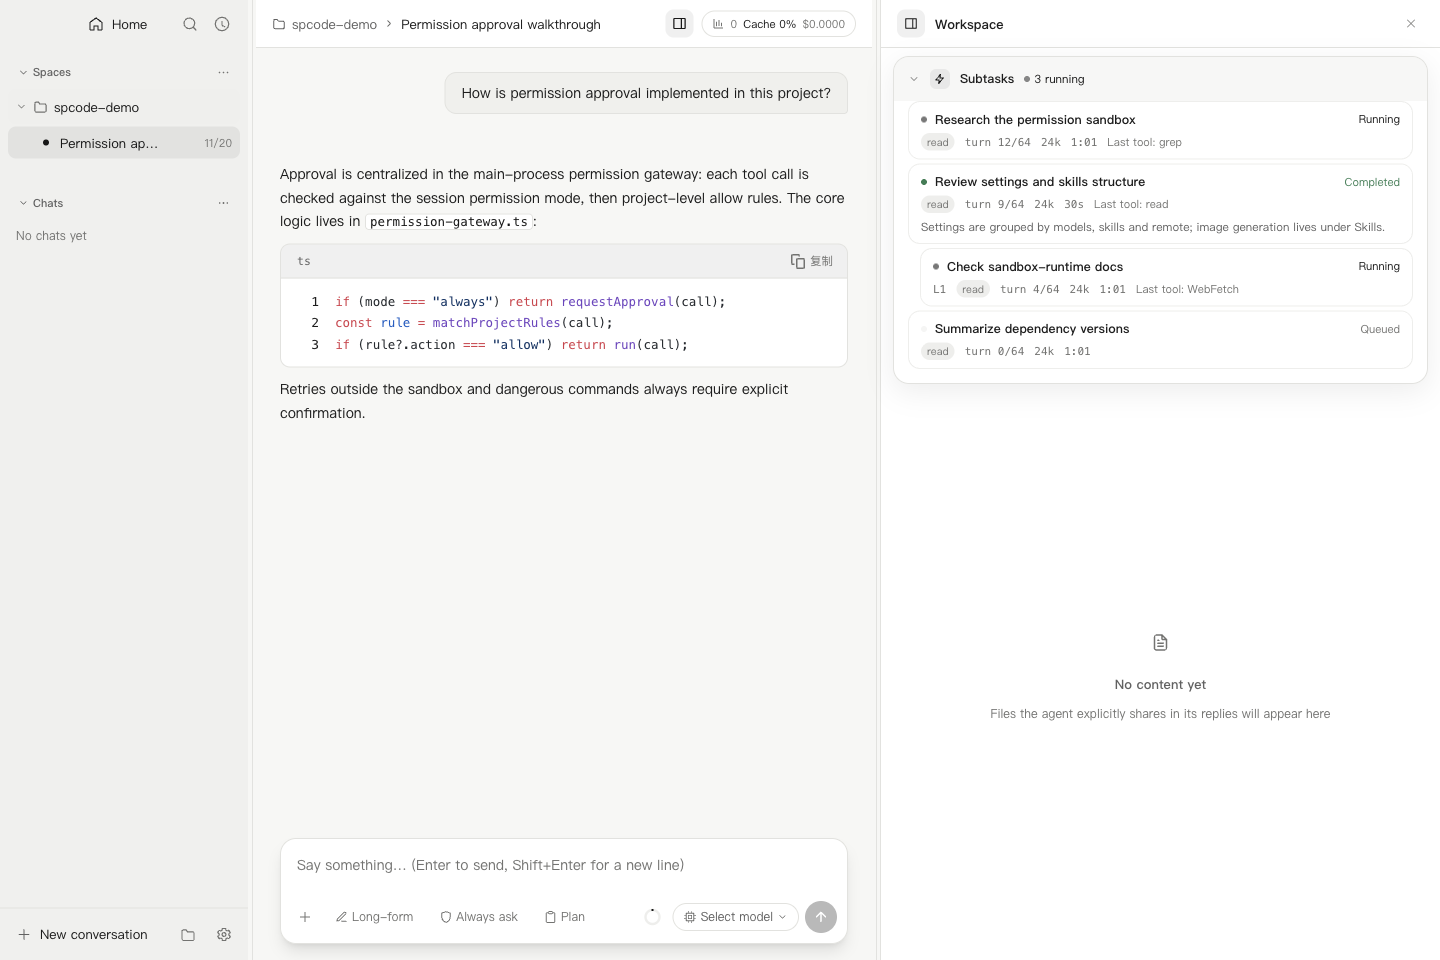 Home
Spaces
spcode-demo
Permission ap...
11/20
Chats
No chats yet
New conversation
spcode-demo > Permission approval walkthrough
0 Cache 0% $0.0000
How is permission approval implemented in this project?
Approval is centralized in the main-process permission gateway: each tool call is
checked against the session permission mode, then project-level allow rules. The core
logic lives in permission-gateway.ts:
ts
复制
1 if (mode === "always") return requestApproval(call);
2 const rule = matchProjectRules(call);
3 if (rule?.action === "allow") return run(call);
Retries outside the sandbox and dangerous commands always require explicit
confirmation.
Say something... (Enter to send, Shift+Enter for a new line)
Long-form
Always ask
Plan
Select model
Workspace
Subtasks
3 running
Research the permission sandbox
Running
read turn 12/64 24k 1:01 Last tool: grep
Review settings and skills structure
Completed
read turn 9/64 24k 30s Last tool: read
Settings are grouped by models, skills and remote; image generation lives under Skills.
Check sandbox-runtime docs
Running
L1 read turn 4/64 24k 1:01 Last tool: WebFetch
Summarize dependency versions
Queued
read turn 0/64 24k 1:01
No content yet
Files the agent explicitly shares in its replies will appear here